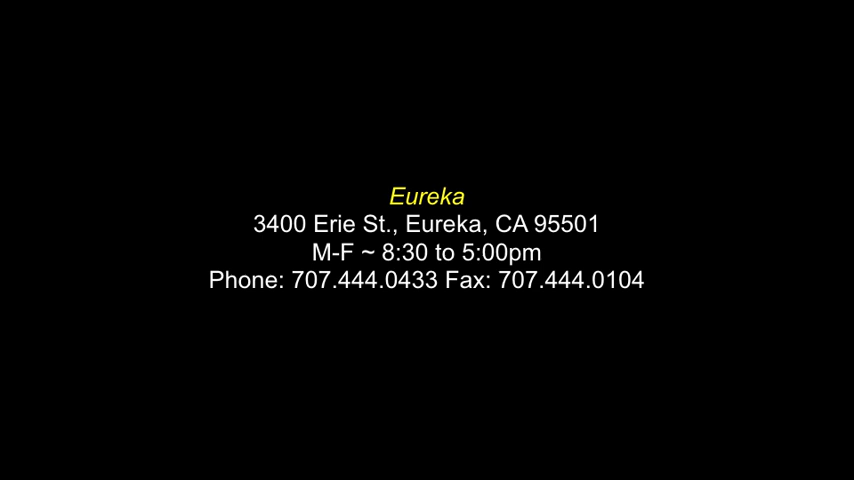 Eureka
3400 Erie St., Eureka, CA 95501
M-F ~ 8:30 to 5:00pm
Phone: 707.444.0433 Fax: 707.444.0104